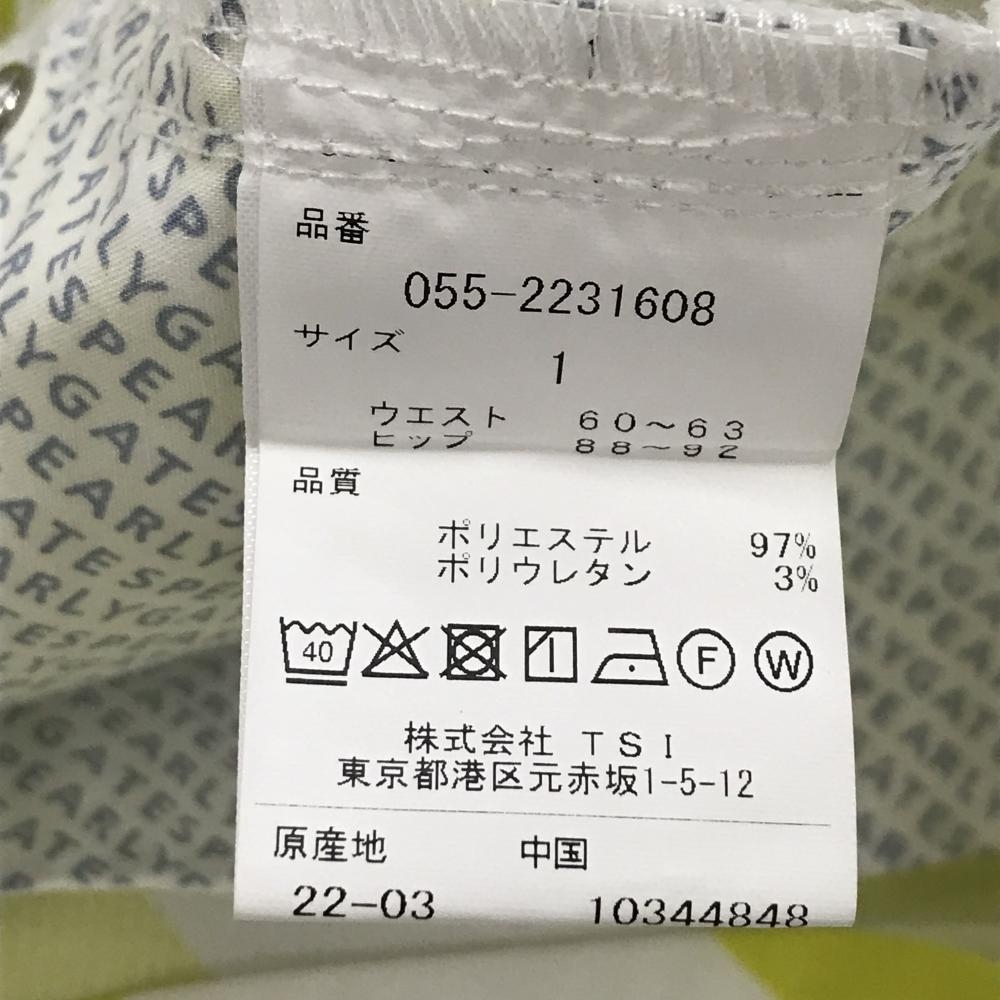 品番
055-2231608
サイズ
1
ウエスト 60～63
ヒップ 88～92
品質
ポリエステル 97%
ポリウレタン 3%
40
F W
株式会社 TSI
東京都港区元赤坂1-5-12
原産地 中国
22-03 10344848
PEARLYGATES